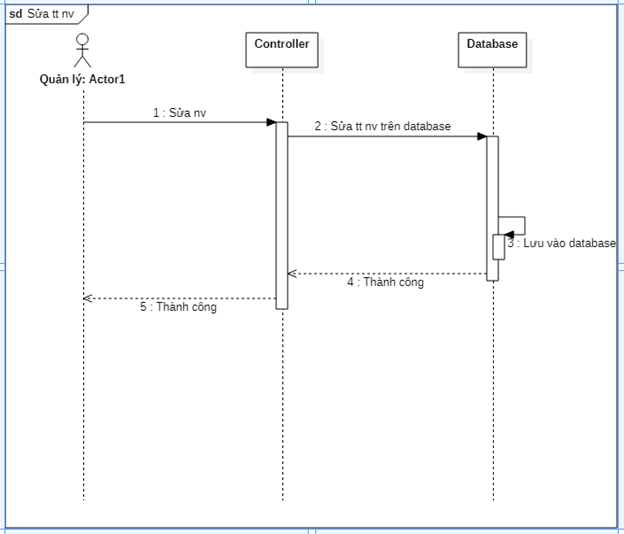 sd Sửa tt nv
Controller
Database
Quản lý: Actor1
1 : Sửa nv
2 : Sửa tt nv trên database
3 : Lưu vào database
4 : Thành công
5 : Thành công